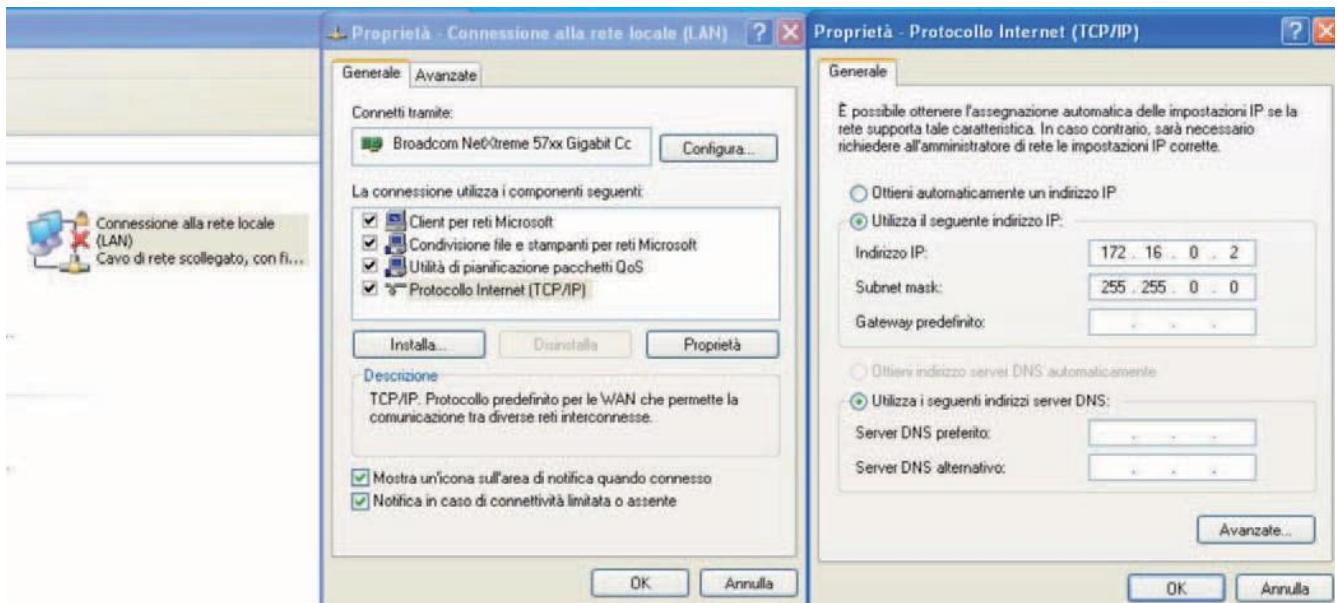 Connessione alla rete locale
(LAN)
Cavo di rete scollegato, con fi...
Proprietà - Connessione alla rete locale (LAN)
Generale
Avanzate
Connetti tramite:
Broadcom NetXtreme 57xx Gigabit Cc
Configura...
La connessione utilizza i componenti seguenti:
Client per reti Microsoft
Condivisione file e stampanti per reti Microsoft
Utilità di pianificazione pacchetti QoS
Protocollo Internet (TCP/IP)
Installa...
Disinstalla
Proprietà
Descrizione
TCP/IP. Protocollo predefinito per le WAN che permette la
comunicazione tra diverse reti interconnesse.
Mostra un'icona sull'area di notifica quando connesso
Notifica in caso di connettività limitata o assente
OK
Annulla
Proprietà - Protocollo Internet (TCP/IP)
Generale
È possibile ottenere l'assegnazione automatica delle impostazioni IP se la
rete supporta tale caratteristica. In caso contrario, sarà necessario
richiedere all'amministratore di rete le impostazioni IP corrette.
Ottieni automaticamente un indirizzo IP
Utilizza il seguente indirizzo IP:
Indirizzo IP: 172 . 16 . 0 . 2
Subnet mask: 255 . 255 . 0 . 0
Gateway predefinito: . . .
Ottieni indirizzo server DNS automaticamente
Utilizza i seguenti indirizzi server DNS:
Server DNS preferito: . . .
Server DNS alternativo: . . .
Avanzate...
OK
Annulla